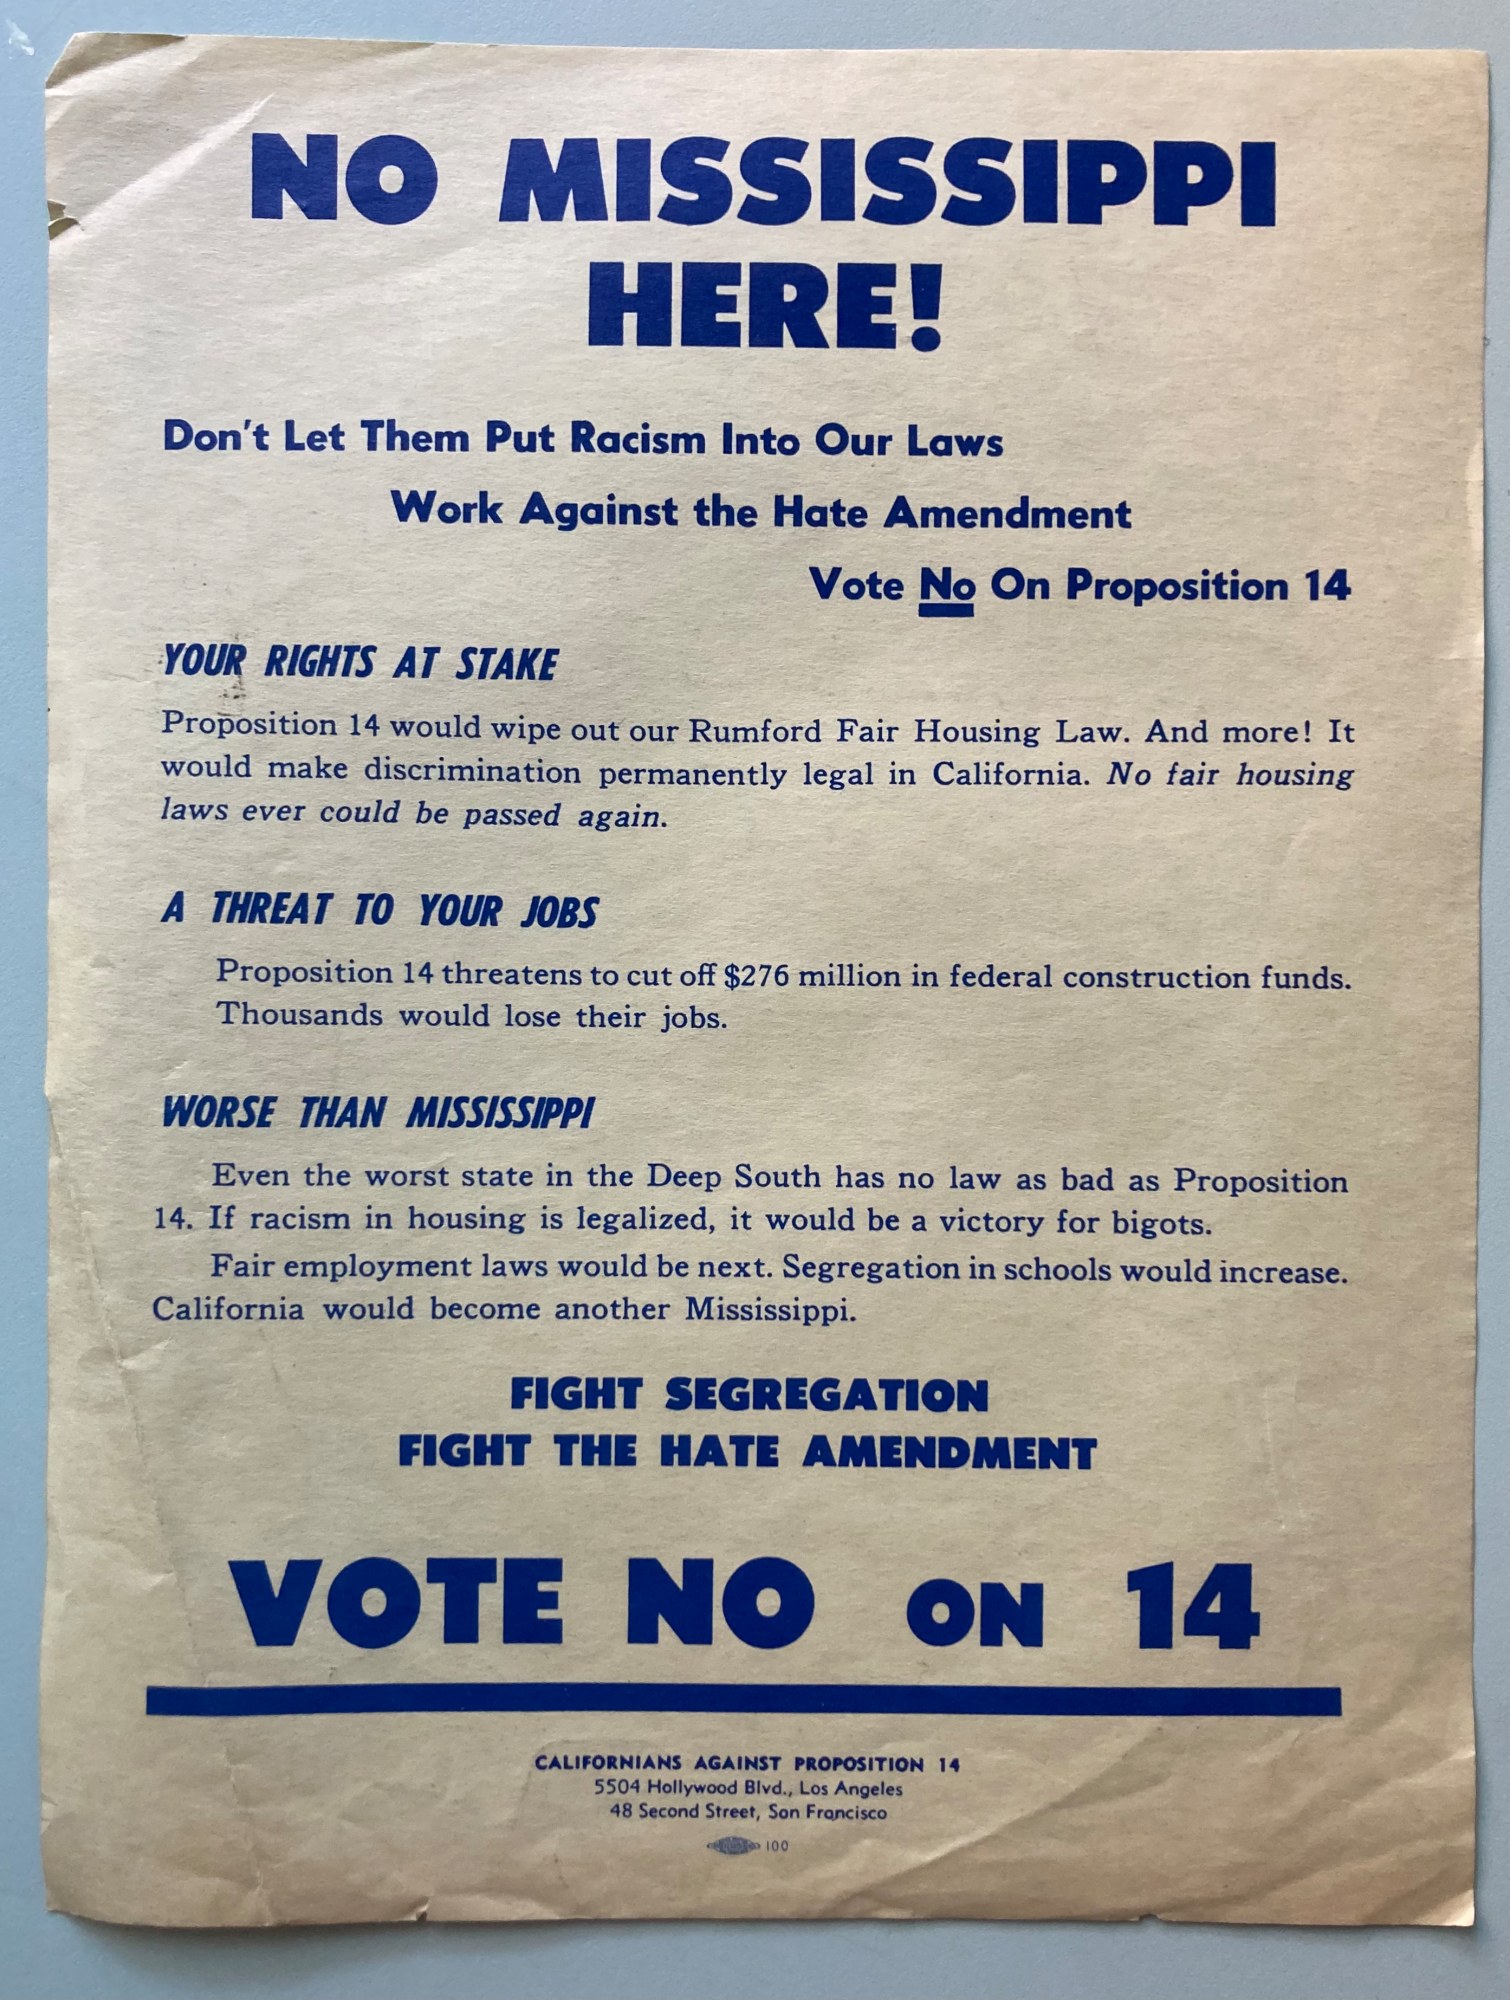 NO MISSISSIPPI
HERE!
Don't Let Them Put Racism Into Our Laws
Work Against the Hate Amendment
Vote No On Proposition 14
YOUR RIGHTS AT STAKE
Proposition 14 would wipe out our Rumford Fair Housing Law. And more! It
would make discrimination permanently legal in California. No fair housing
laws ever could be passed again.
A THREAT TO YOUR JOBS
Proposition 14 threatens to cut off $276 million in federal construction funds.
Thousands would lose their jobs.
WORSE THAN MISSISSIPPI
Even the worst state in the Deep South has no law as bad as Proposition
14. If racism in housing is legalized, it would be a victory for bigots.
Fair employment laws would be next. Segregation in schools would increase.
California would become another Mississippi.
FIGHT SEGREGATION
FIGHT THE HATE AMENDMENT
VOTE NO ON 14
CALIFORNIANS AGAINST PROPOSITION 14
5504 Hollywood Blvd., Los Angeles
48 Second Street, San Francisco
100